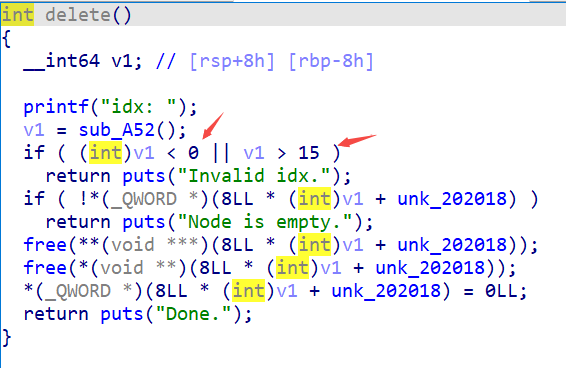 int delete()
{
__int64 v1; // [rsp+8h] [rbp-8h]
printf("idx: ");
v1 = sub_A52();
if ( (int)v1 < 0 || v1 > 15 )
return puts("Invalid idx.");
if ( !*(_QWORD *)(8LL * (int)v1 + unk_202018) )
return puts("Node is empty.");
free(**(void ***)(8LL * (int)v1 + unk_202018));
free(*(void **)(8LL * (int)v1 + unk_202018));
*(_QWORD *)(8LL * (int)v1 + unk_202018) = 0LL;
return puts("Done.");
}